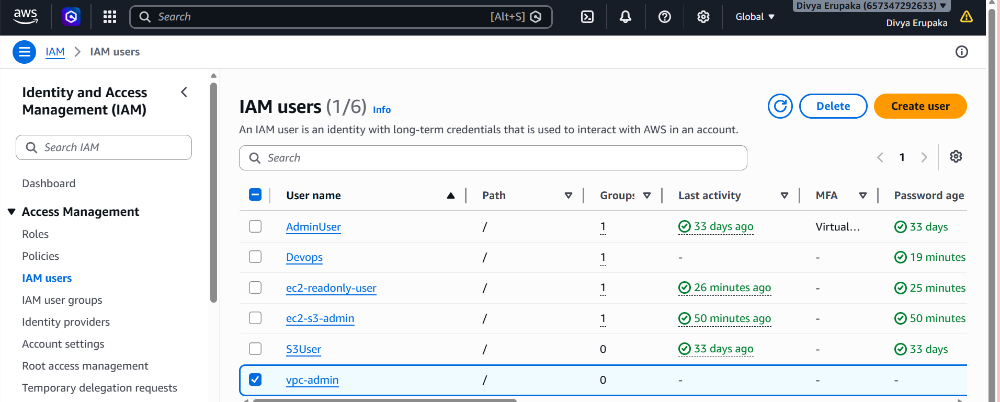 aws
Search [Alt+S]
Global
Divya Erupaka (657347292633)
Divya Erupaka
IAM
IAM users
Identity and Access
Management (IAM)
Search IAM
Dashboard
Access Management
Roles
Policies
IAM users
IAM user groups
Identity providers
Account settings
Root access management
Temporary delegation requests
IAM users (1/6) Info
Delete
Create user
An IAM user is an identity with long-term credentials that is used to interact with AWS in an account.
Search
1
User name Path Groups Last activity MFA Password age
AdminUser / 1 33 days ago Virtual... 33 days
Devops / 1 - - 19 minutes
ec2-readonly-user / 1 26 minutes ago - 25 minutes
ec2-s3-admin / 1 50 minutes ago - 50 minutes
S3User / 0 33 days ago - 33 days
vpc-admin / 0 - - -